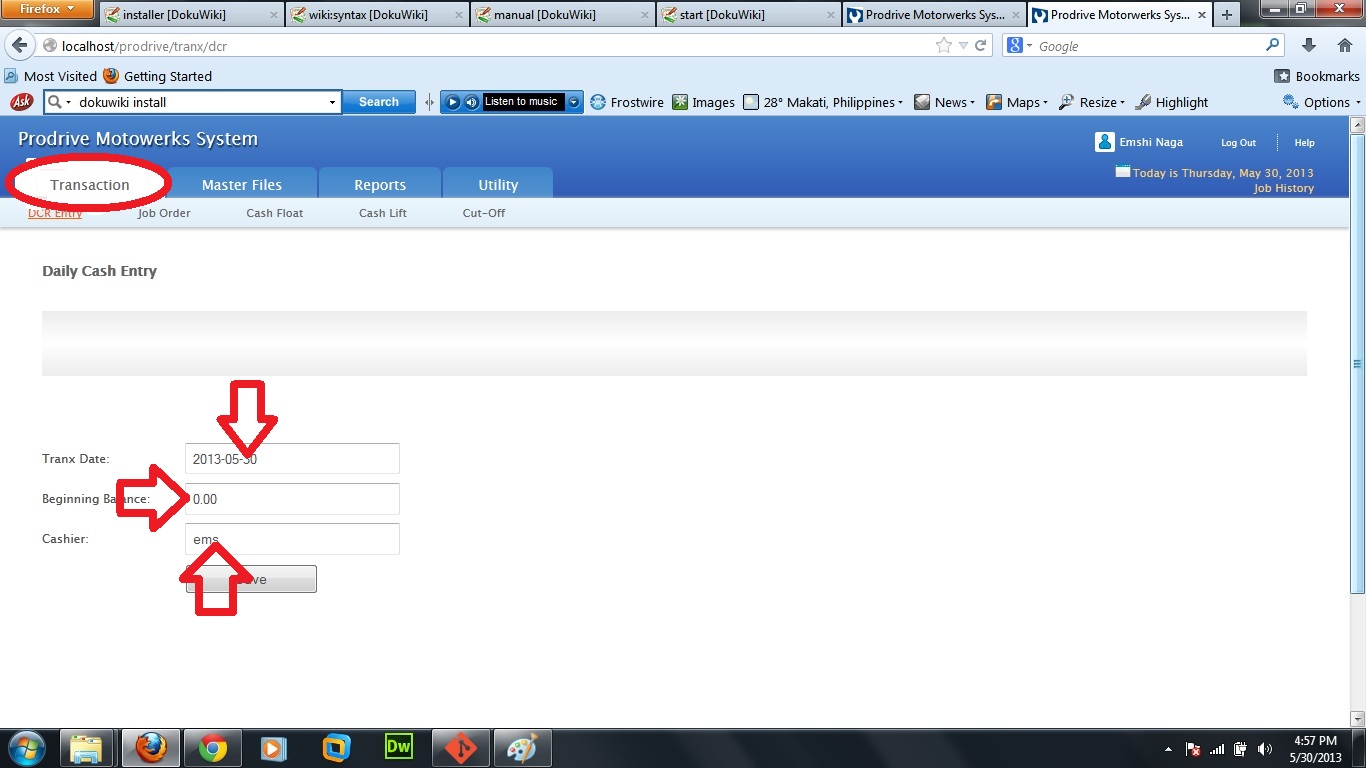 Firefox
installer [DokuWiki]
wiki:syntax [DokuWiki]
manual [DokuWiki]
start [DokuWiki]
Prodrive Motorwerks Sys...
Prodrive Motorwerks Sys...
localhost/prodrive/tranx/dcr
Google
Most Visited Getting Started
Bookmarks
Ask dokuwiki install Search Listen to music Frostwire Images 28° Makati, Philippines News Maps Resize Highlight Options
Prodrive Motowerks System
Emshi Naga Log Out Help
Transaction Master Files Reports Utility
Today is Thursday, May 30, 2013
Job History
DCR Entry Job Order Cash Float Cash Lift Cut-Off
Daily Cash Entry
Tranx Date: 2013-05-30
Beginning Balance: 0.00
Cashier: ems
Save
Dw
4:57 PM
5/30/2013